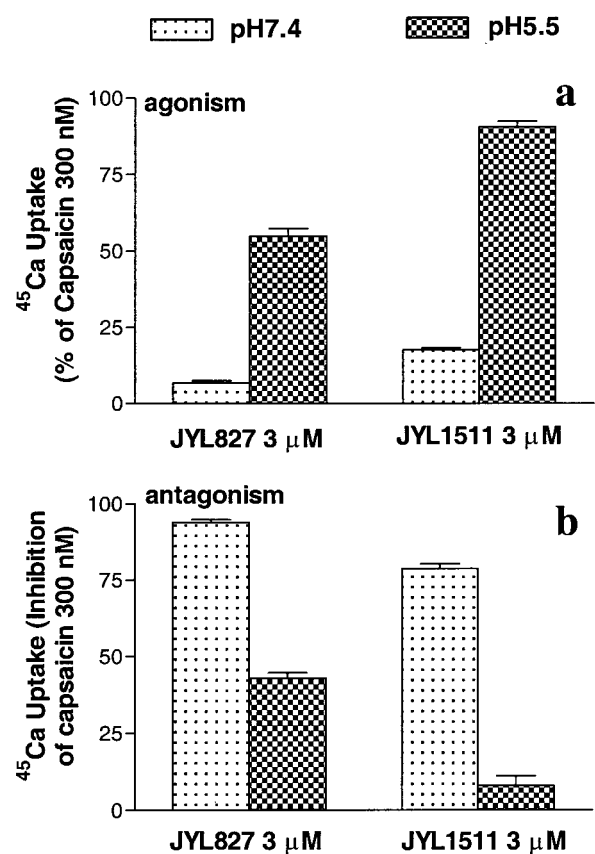 pH7.4 pH5.5
a
agonism
100
75
50
25
0
⁴⁵Ca Uptake
(% of Capsaicin 300 nM)
JYL827 3 μM JYL1511 3 μM
b
antagonism
100
75
50
25
0
⁴⁵Ca Uptake (Inhibition
of capsaicin 300 nM)
JYL827 3 μM JYL1511 3 μM